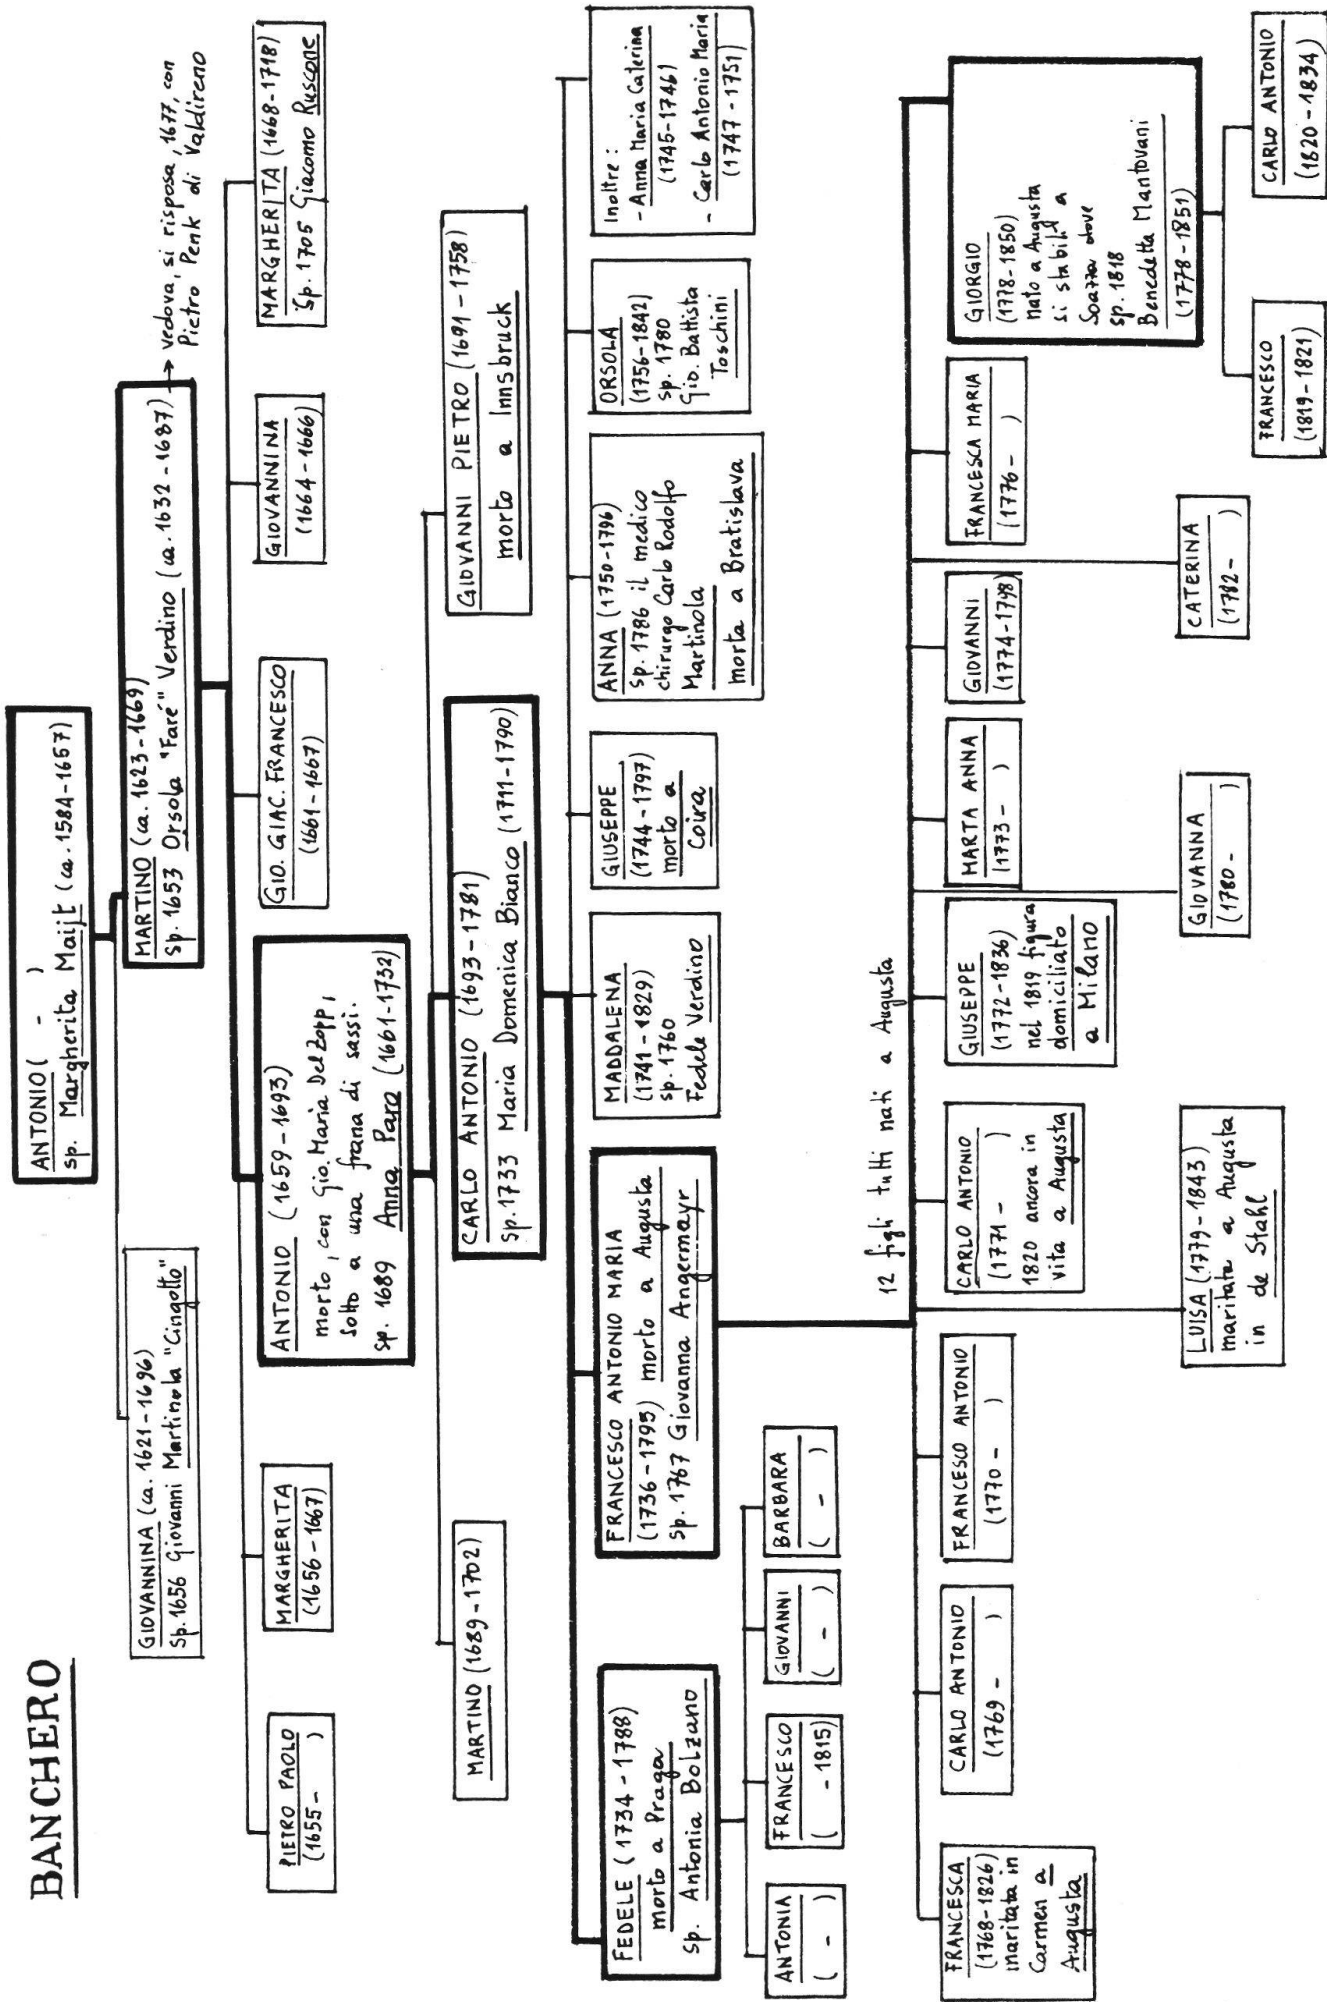 BANCHERO
ANTONIO ( - )
sp. Margherita Maijt (ca. 1584-1657)
GIOVANNINA (ca. 1621-1696)
sp. 1656 Giovanni Martinola "Cingotto"
MARTINO (ca. 1623-1669)
sp. 1653 Orsola "Faré" Verdino (ca. 1632-1687)
→ vedova, si risposa, 1677, con
Pietro Penk di Valdireno
PIETRO PAOLO
(1655- )
MARGHERITA
(1656-1667)
ANTONIO (1659-1693)
morto, con Gio. Maria Del Zopp,
sotto a una frana di sassi.
sp. 1689 Anna Paro (1661-1732)
GIO. GIAC. FRANCESCO
(1661-1667)
GIOVANNINA
(1664-1666)
MARGHERITA (1668-1718)
Sp. 1705 Giacomo Ruscone
MARTINO (1689-1702)
CARLO ANTONIO (1693-1781)
sp. 1733 Maria Domenica Bianco (1711-1790)
GIOVANNI PIETRO (1691-1758)
morto a Innsbruck
FEDELE (1734-1788)
morto a Praga
sp. Antonia Bolzano
FRANCESCO ANTONIO MARIA
(1736-1795) morto a Augusta
sp. 1767 Giovanna Angermayr
MADDALENA
(1741-1829)
sp. 1760
Fedele Verdino
GIUSEPPE
(1744-1797)
morto a
Coira
ANNA (1750-1796)
sp. 1786 il medico
chirurgo Carlo Rodolfo
Martinola
morta a Bratislava
ORSOLA
(1756-1842)
sp. 1780
Gio. Battista
Toschini
Inoltre:
- Anna Maria Caterina
(1745-1746)
- Carlo Antonio Maria
(1747-1751)
ANTONIA
( - )
FRANCESCO
( - 1815)
GIOVANNI
( - )
BARBARA
( - )
12 figli tutti nati a Augusta
FRANCESCA
(1768-1826)
maritata in
Carmen a
Augusta
CARLO ANTONIO
(1769 - )
FRANCESCO ANTONIO
(1770 - )
CARLO ANTONIO
(1771 - )
1820 ancora in
vita a Augusta
GIUSEPPE
(1772-1836)
nel 1819 figura
domiciliato
a Milano
MARTA ANNA
(1773 - )
GIOVANNI
(1774-1798)
FRANCESCA MARIA
(1776 - )
GIORGIO
(1778-1850)
nato a Augusta
si stabilì a
Soazza dove
sp. 1818
Benedetta Mantovani
(1778-1851)
LUISA (1779-1843)
maritata a Augusta
in de Stahl
GIOVANNA
(1780 - )
CATERINA
(1782 - )
FRANCESCO
(1819-1821)
CARLO ANTONIO
(1820-1834)